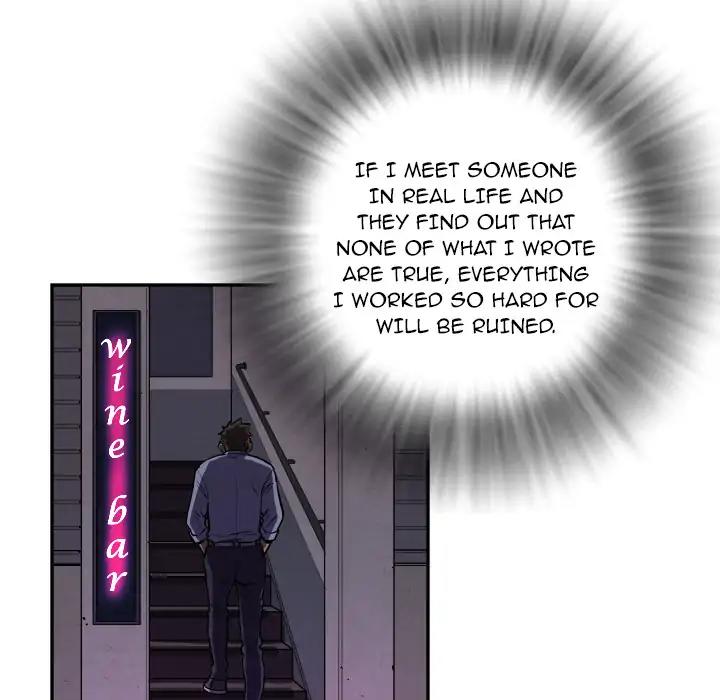 IF I MEET SOMEONE
IN REAL LIFE AND
THEY FIND OUT THAT
NONE OF WHAT I WROTE
ARE TRUE, EVERYTHING
I WORKED SO HARD FOR
WILL BE RUINED.
wine bar